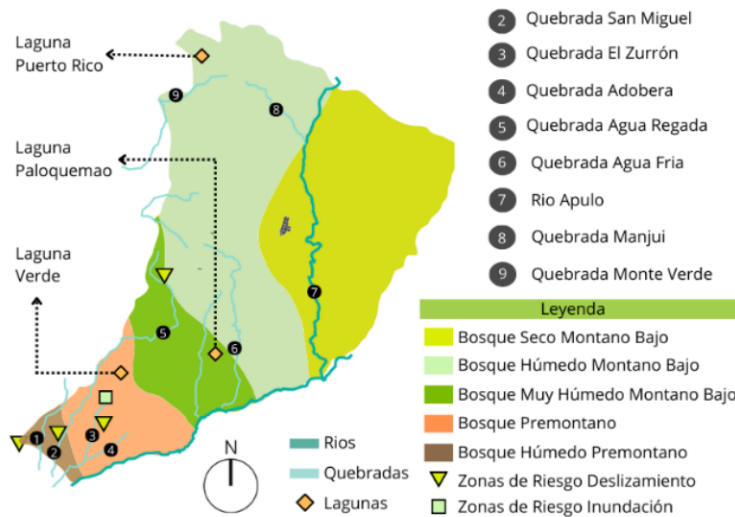 Laguna
Puerto Rico
Laguna
Paloquemao
Laguna
Verde
9
8
7
5
6
1
2
3
4
N
Rios
Quebradas
Lagunas
2 Quebrada San Miguel
3 Quebrada El Zurrón
4 Quebrada Adobera
5 Quebrada Agua Regada
6 Quebrada Agua Fria
7 Rio Apulo
8 Quebrada Manjui
9 Quebrada Monte Verde
Leyenda
Bosque Seco Montano Bajo
Bosque Húmedo Montano Bajo
Bosque Muy Húmedo Montano Bajo
Bosque Premontano
Bosque Húmedo Premontano
Zonas de Riesgo Deslizamiento
Zonas de Riesgo Inundación